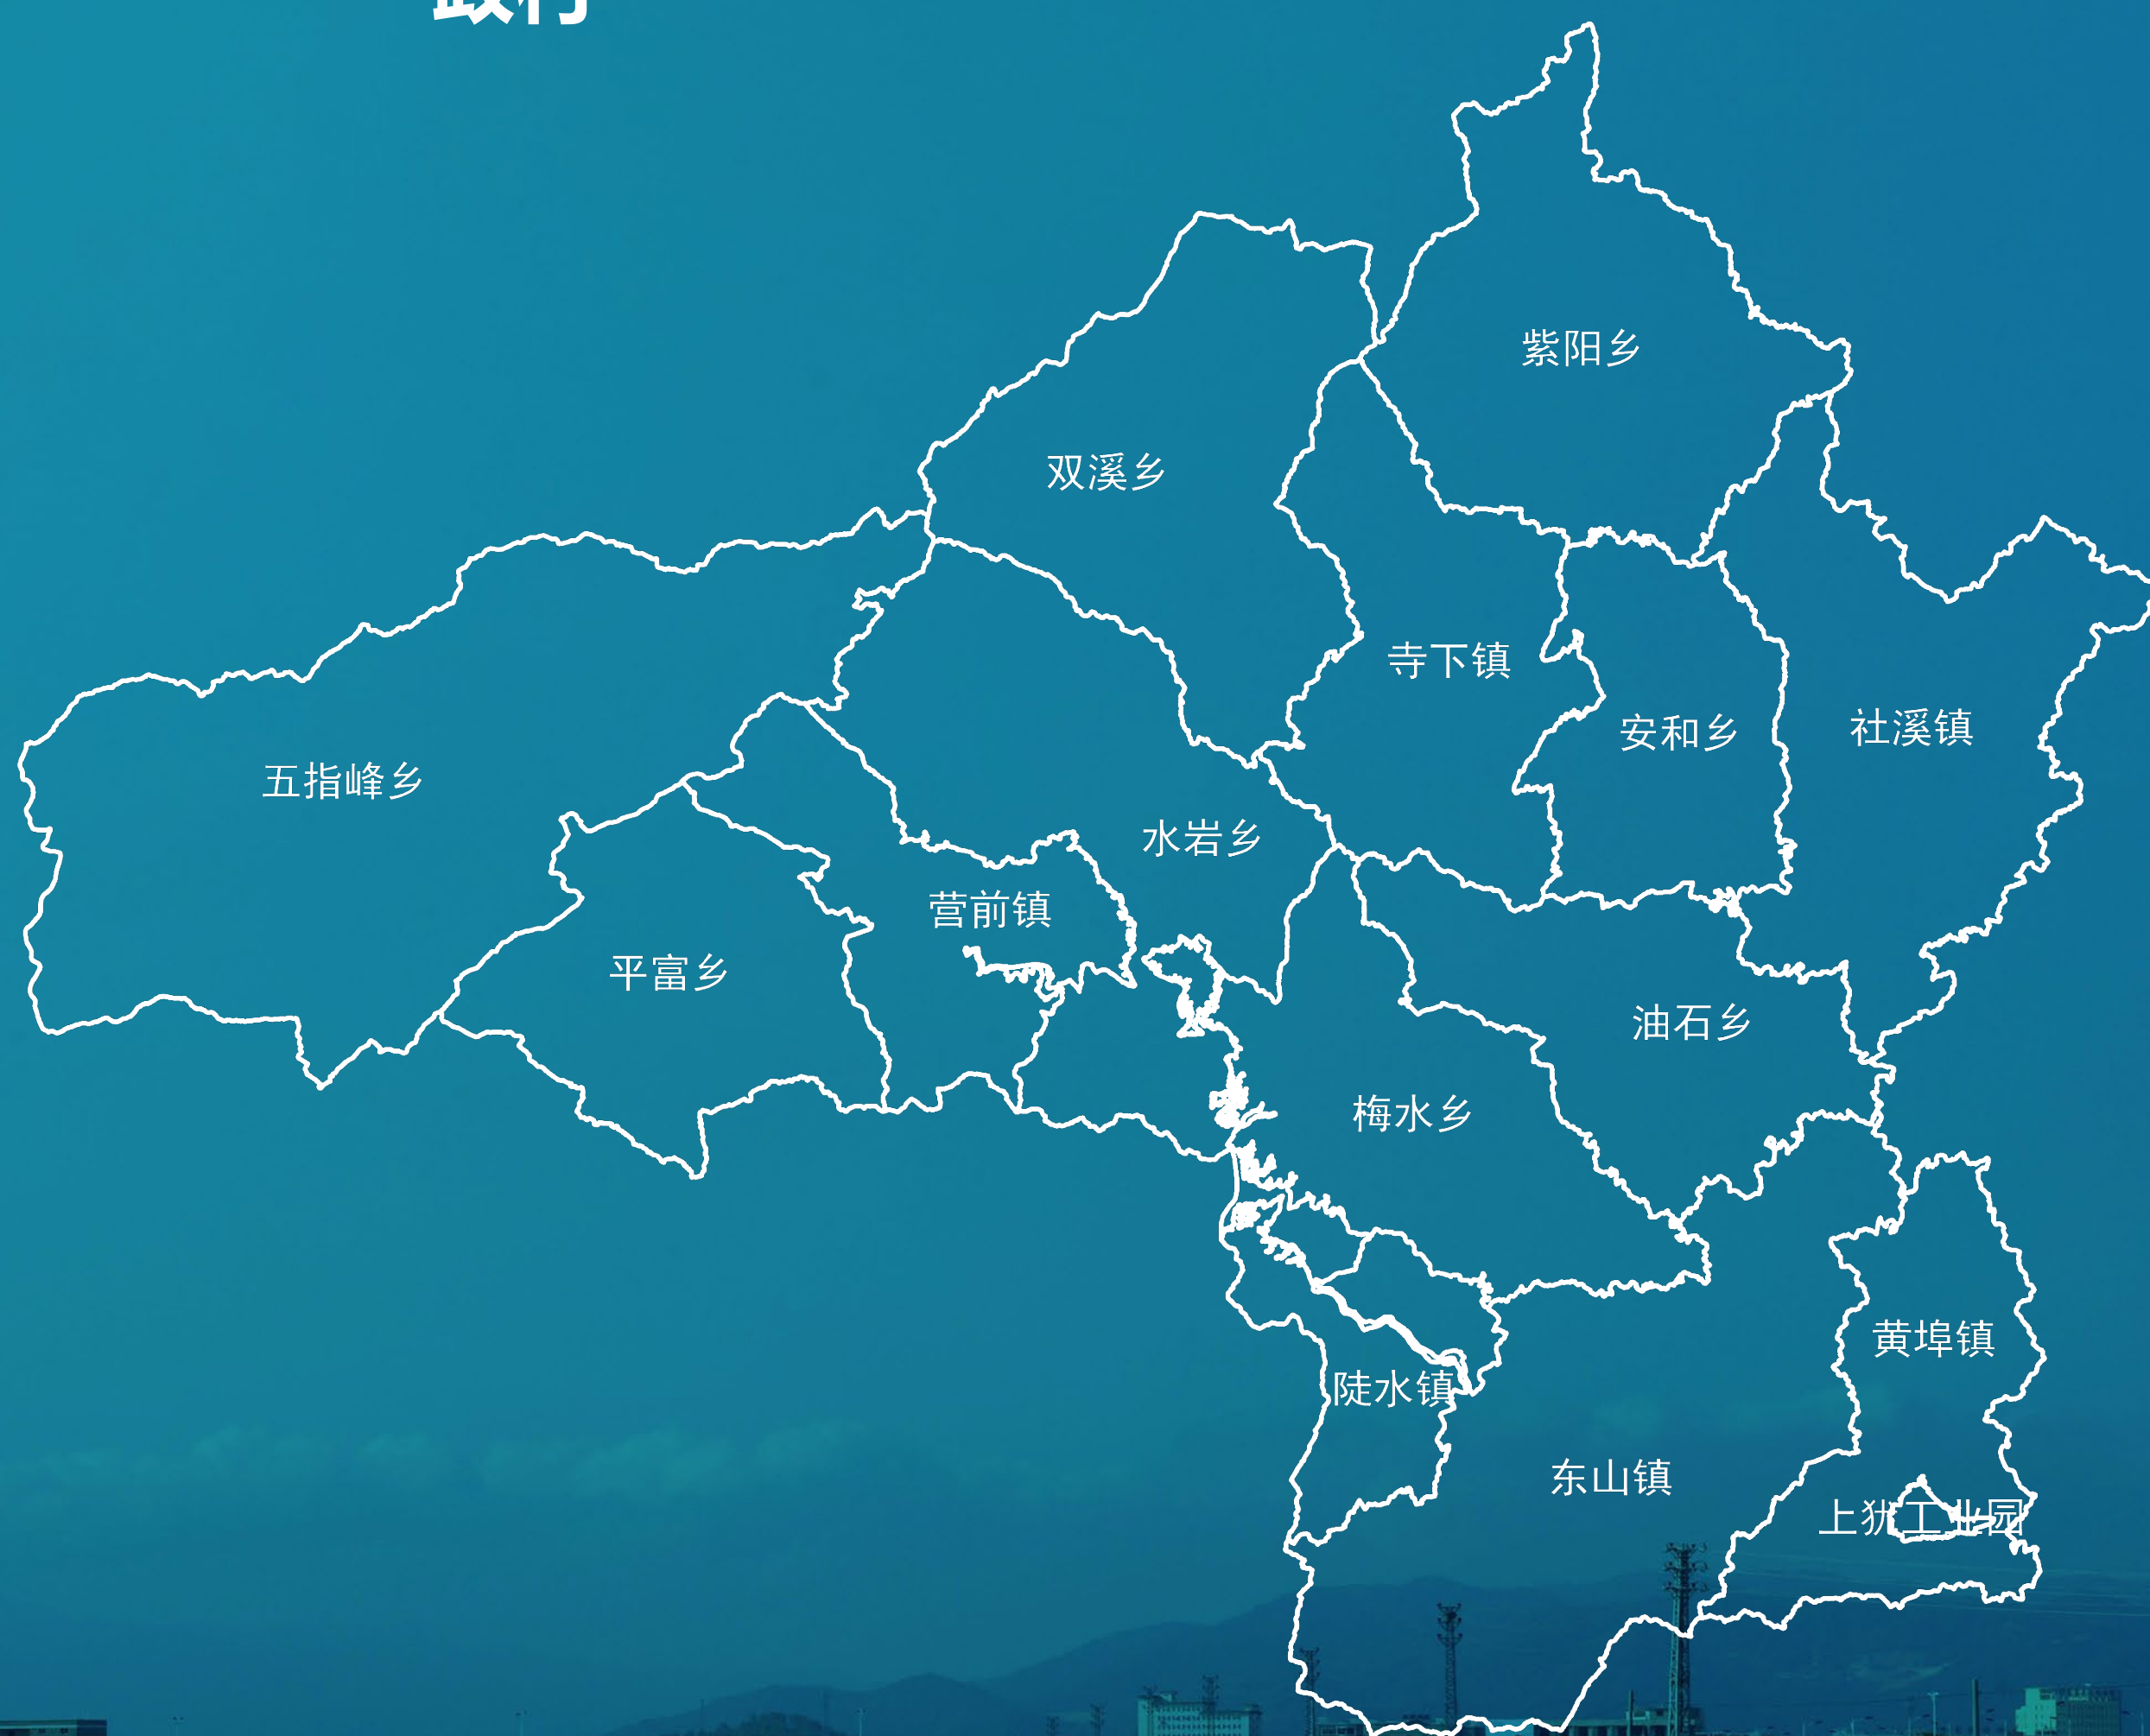 紫阳乡
双溪乡
寺下镇
安和乡
社溪镇
五指峰乡
水岩乡
营前镇
平富乡
油石乡
梅水乡
黄埠镇
陡水镇
东山镇
上犹工业园